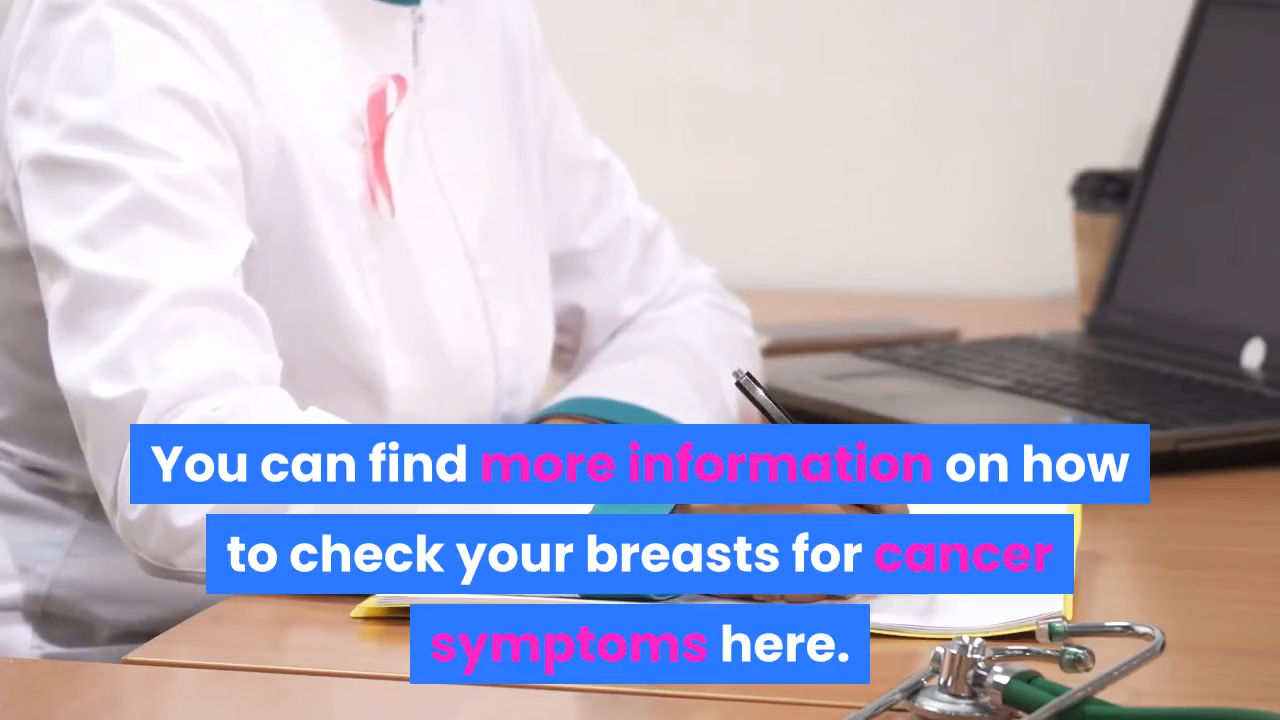 You can find more information on how
to check your breasts for cancer
symptoms here.